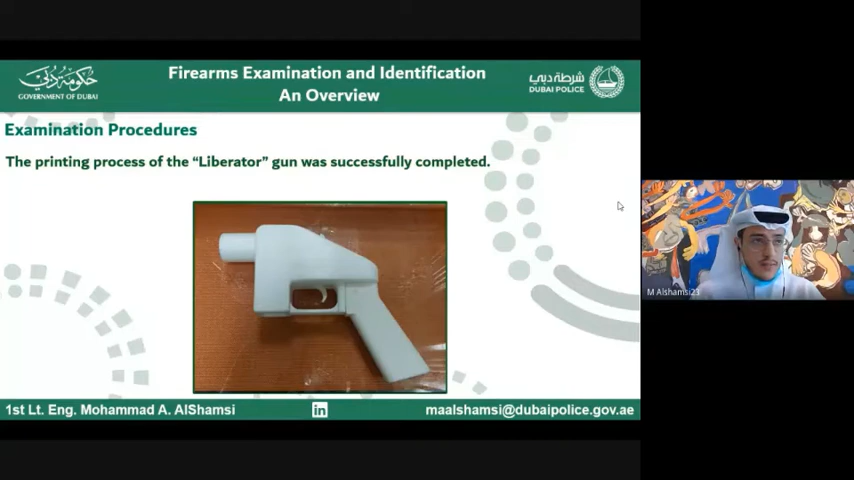 حكومة دبي
GOVERNMENT OF DUBAI
Firearms Examination and Identification
An Overview
شرطة دبي
DUBAI POLICE
Examination Procedures
The printing process of the “Liberator” gun was successfully completed.
M Alshamsi23
1st Lt. Eng. Mohammad A. AlShamsi
in
maalshamsi@dubaipolice.gov.ae